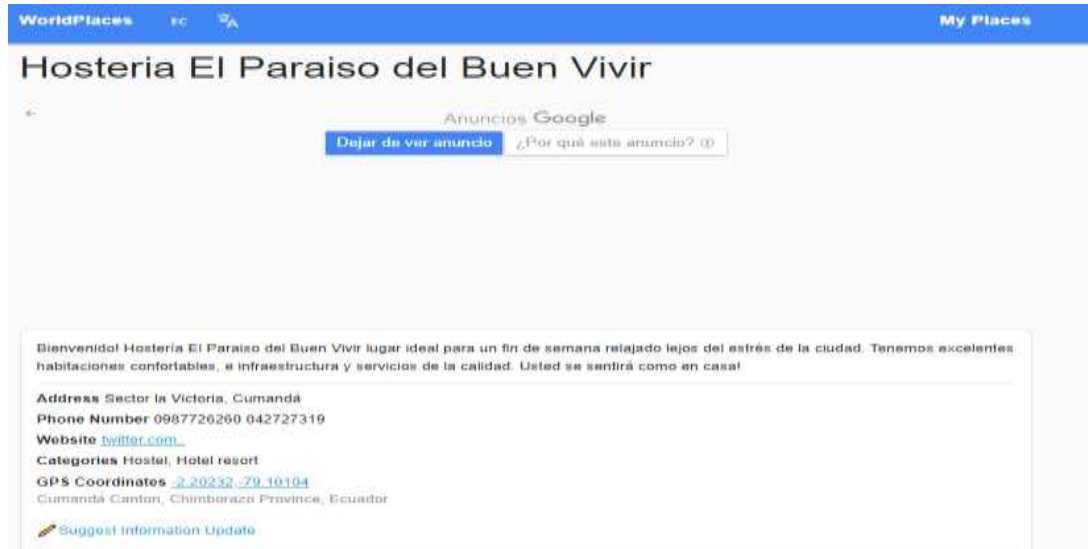 WorldPlaces EC My Places
Hosteria El Paraiso del Buen Vivir
Anuncios Google
Dejar de ver anuncio ¿Por qué este anuncio?
Bienvenido! Hostería El Paraiso del Buen Vivir lugar ideal para un fin de semana relajado lejos del estrés de la ciudad. Tenemos excelentes
habitaciones confortables, e infraestructura y servicios de la calidad. Usted se sentirá como en casa!
Address Sector la Victoria, Cumandá
Phone Number 0987726260 042727319
Website twitter.com...
Categories Hostel, Hotel resort
GPS Coordinates -2.20232,-79.10104
Cumandá Canton, Chimborazo Province, Ecuador
Suggest Information Update